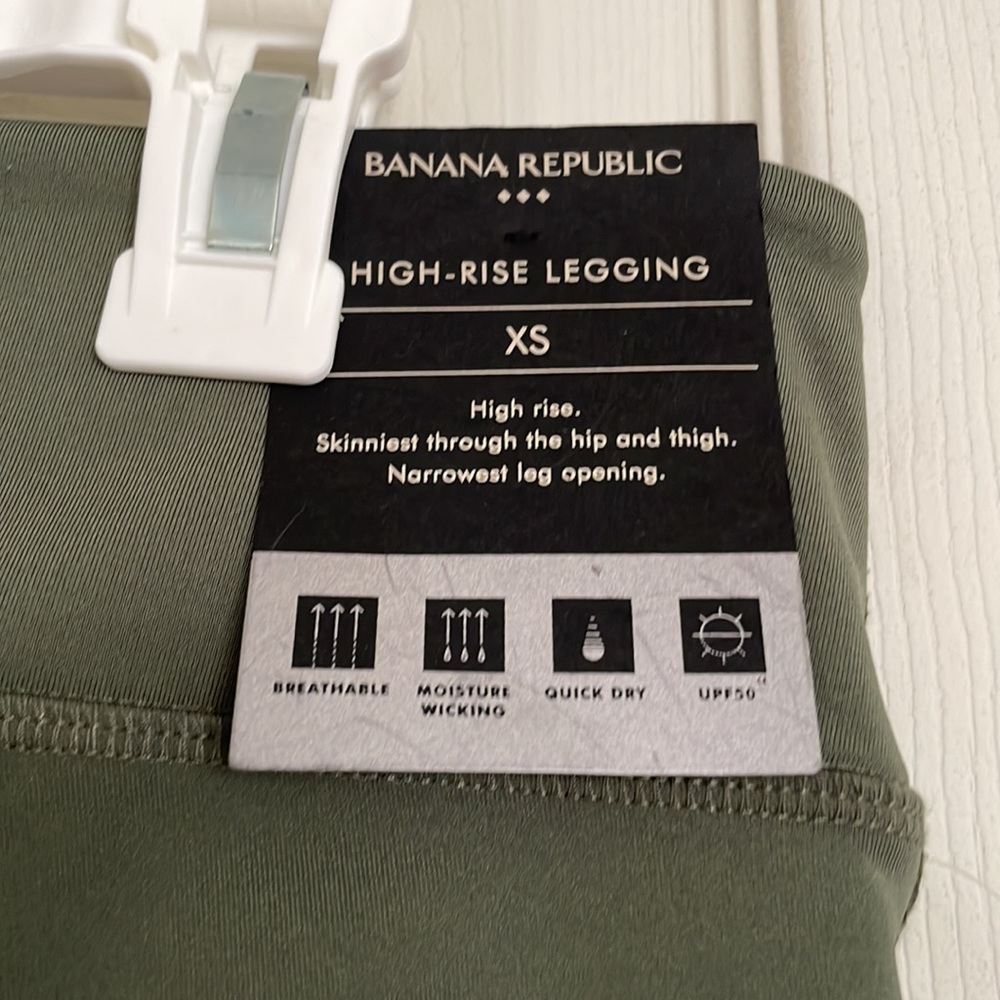 BANANA REPUBLIC
HIGH-RISE LEGGING
XS
High rise.
Skinniest through the hip and thigh.
Narrowest leg opening.
BREATHABLE
MOISTURE
WICKING
QUICK DRY
UPF50